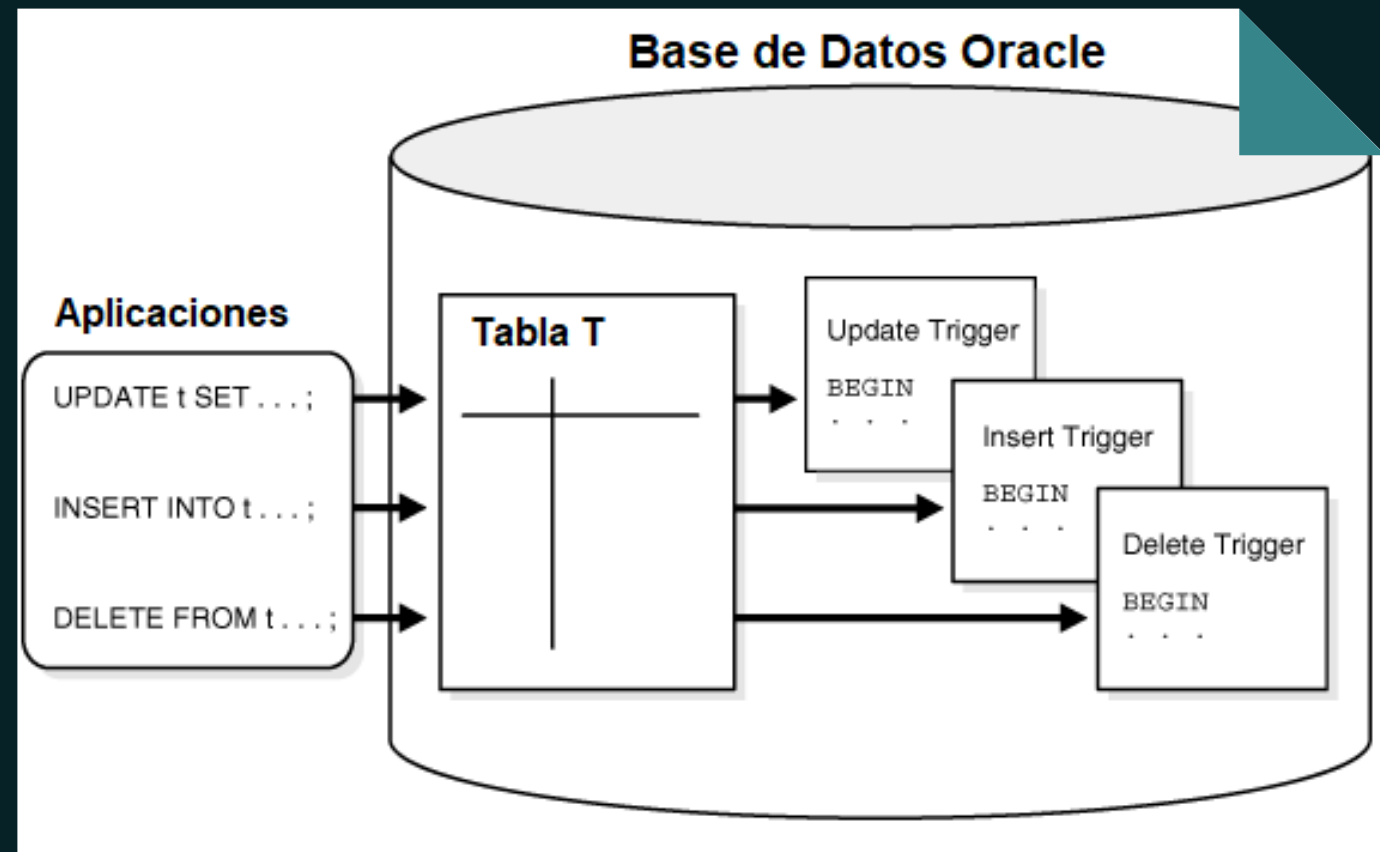 Base de Datos Oracle
Aplicaciones
UPDATE t SET . . . ;
INSERT INTO t . . . ;
DELETE FROM t . . . ;
Tabla T
Update Trigger
BEGIN
. . .
Insert Trigger
BEGIN
. . .
Delete Trigger
BEGIN
. . .